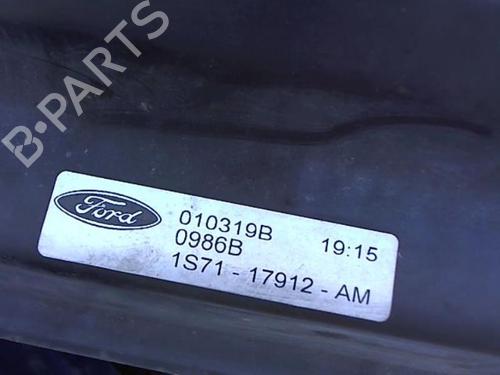 B-PARTS
Ford
010319B 19:15
0986B
1S71 - 17912 - AM